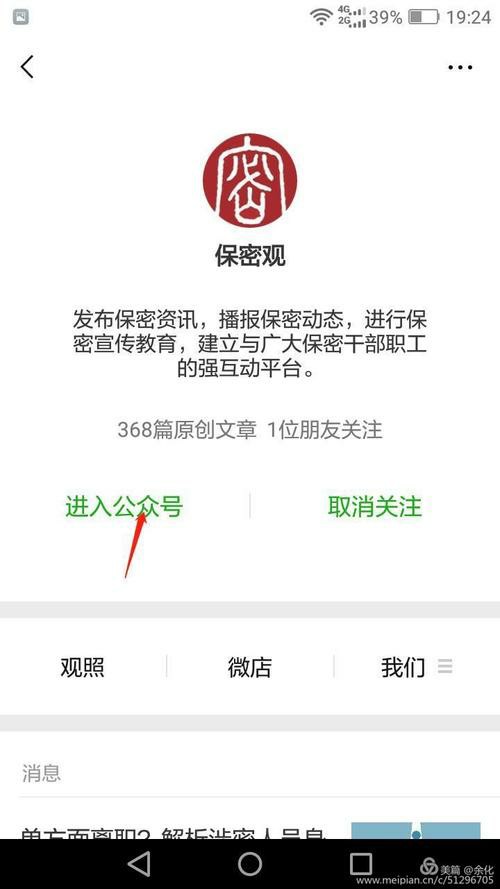 4G
2G
39%
19:24
密
保密观
发布保密资讯，播报保密动态，进行保
密宣传教育，建立与广大保密干部职工
的强互动平台。
368篇原创文章 1位朋友关注
进入公众号
取消关注
观照
微店
我们
消息
单方面离职？解析涉密人员身
美篇 @余化
www.meipian.cn/c/51296705